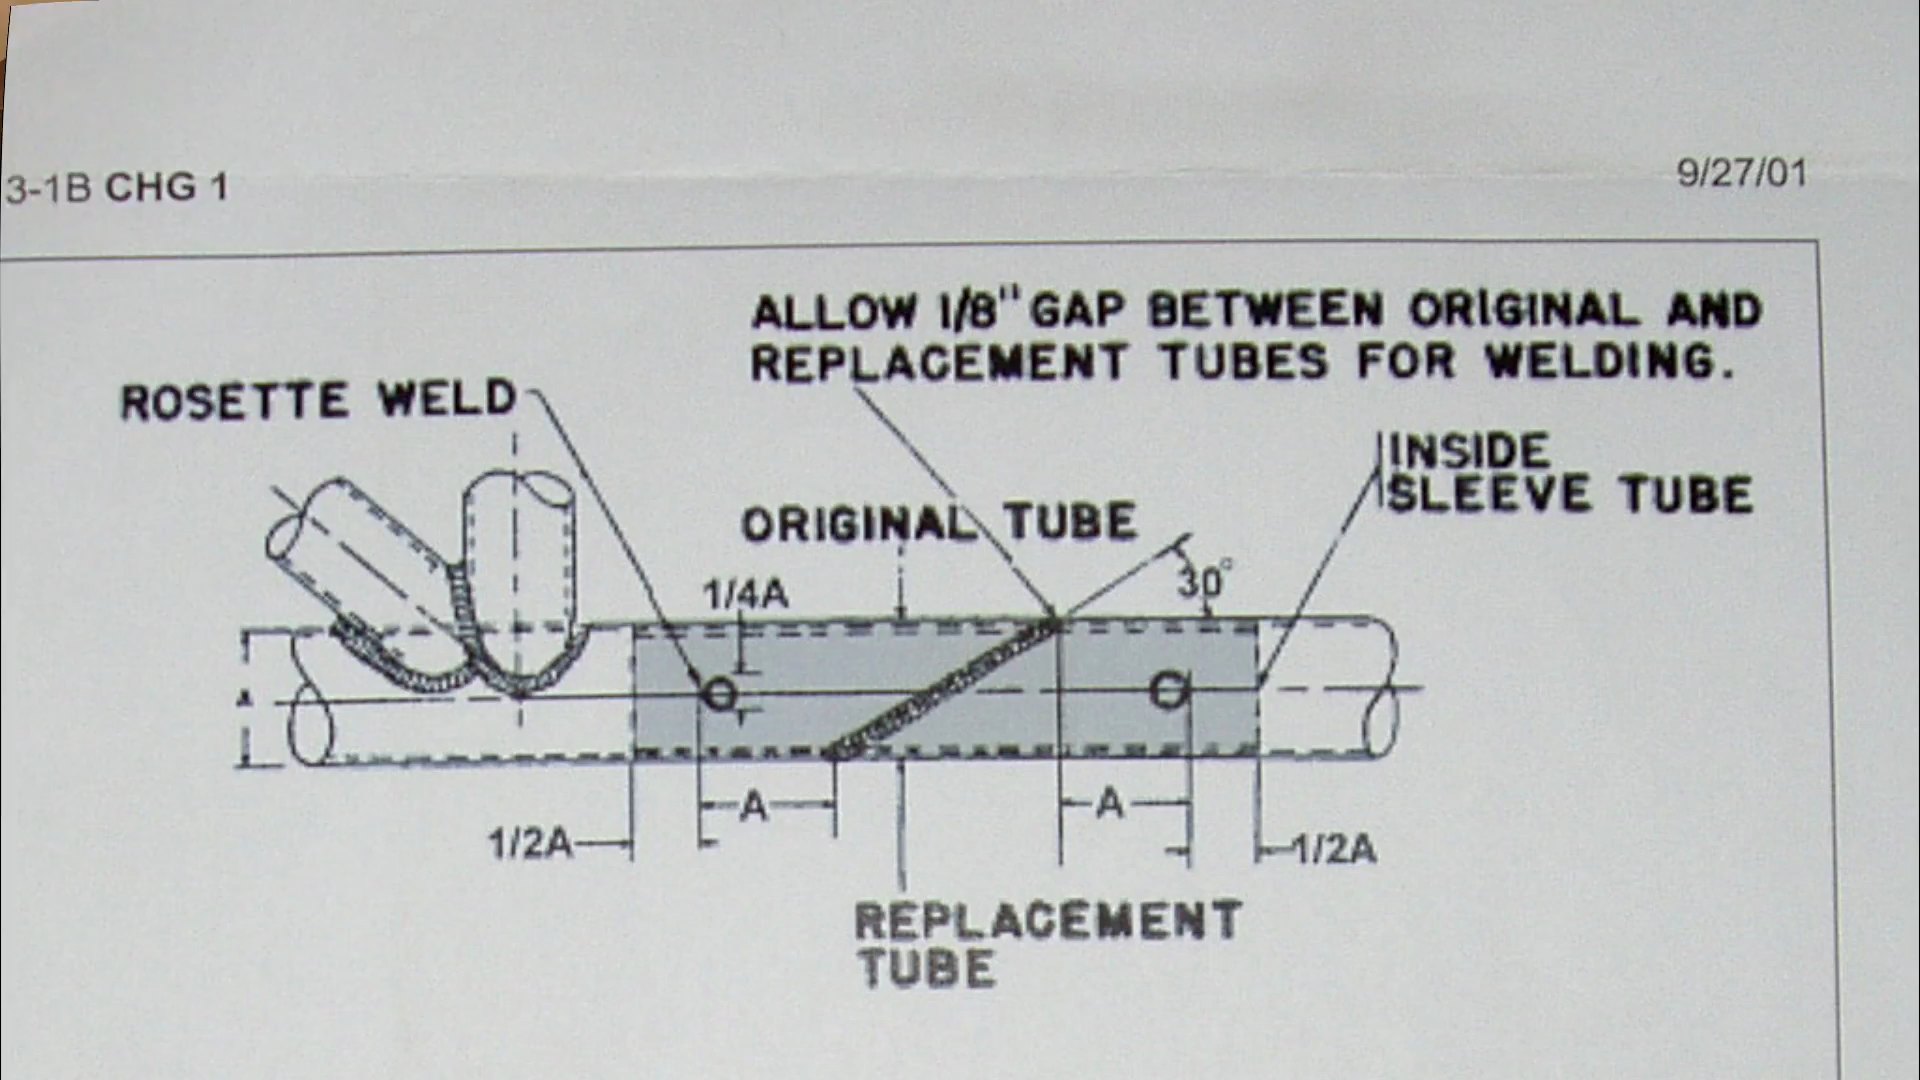 3-1B CHG 1
9/27/01
ALLOW 1/8" GAP BETWEEN ORIGINAL AND
REPLACEMENT TUBES FOR WELDING.
ROSETTE WELD
INSIDE
SLEEVE TUBE
ORIGINAL TUBE
30°
1/4A
A
A
A
1/2A
1/2A
REPLACEMENT
TUBE